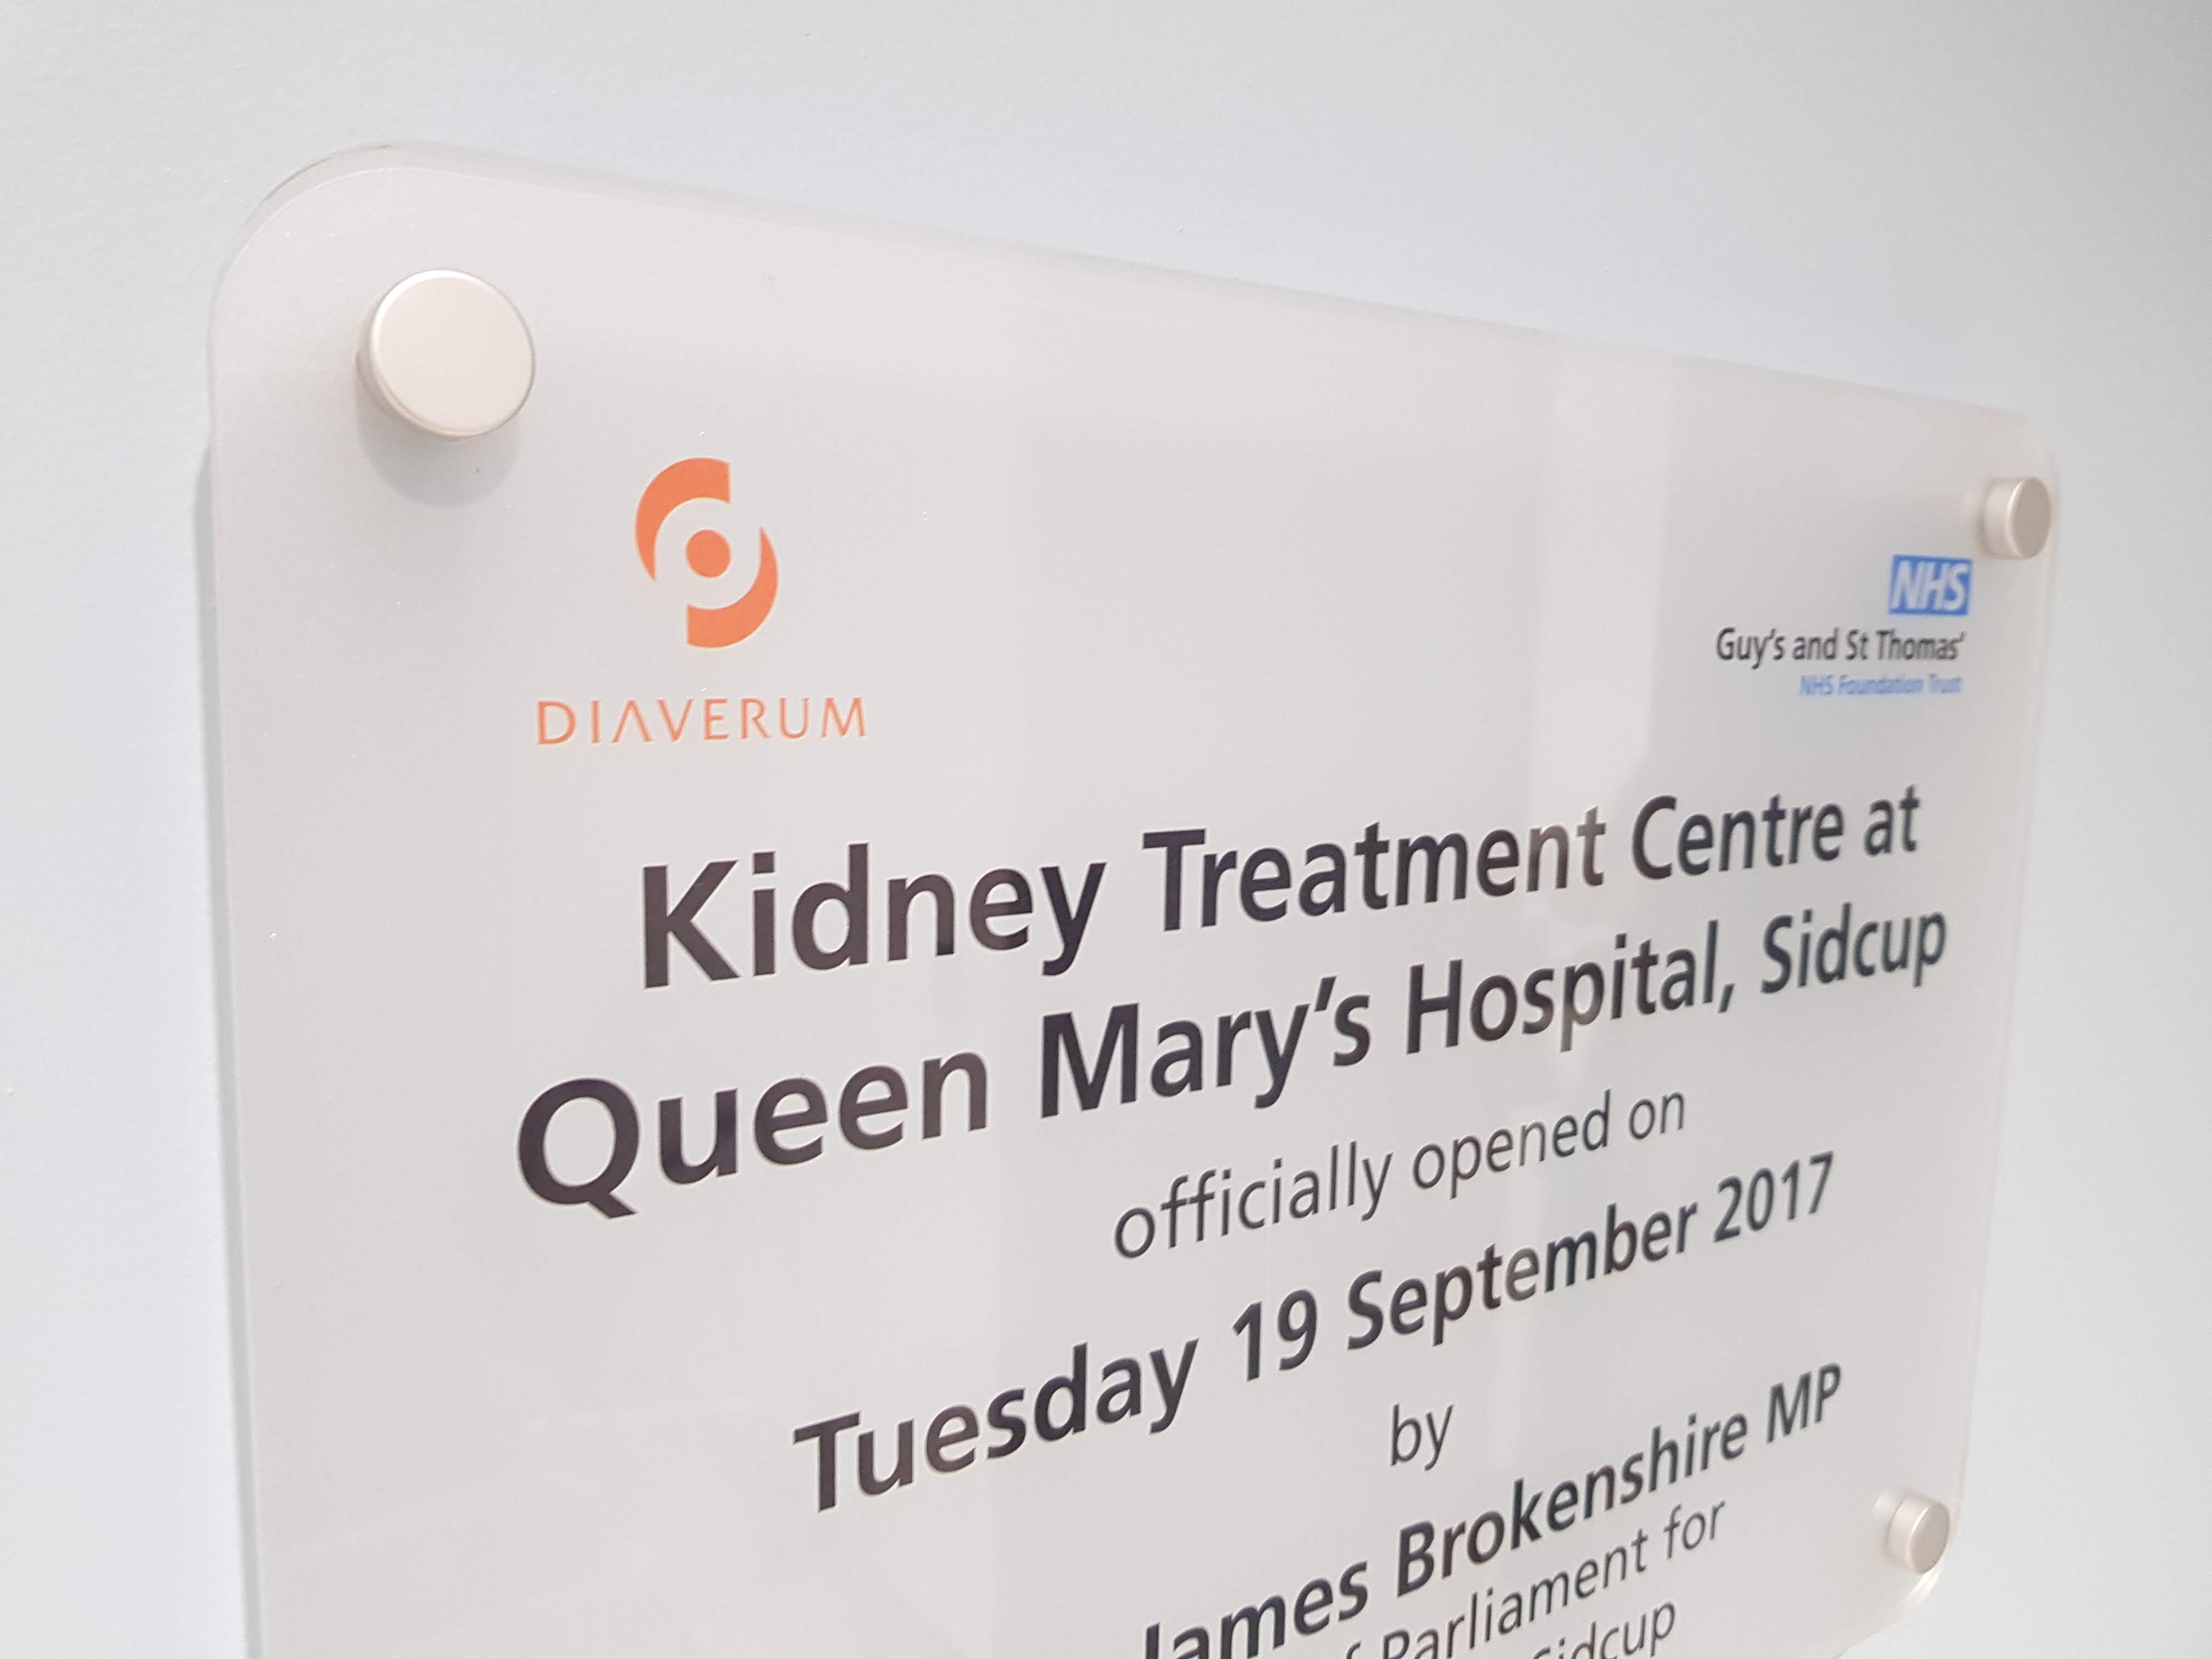 DIAVERUM
NHS
Guy's and St Thomas'
NHS Foundation Trust
Kidney Treatment Centre at
Queen Mary's Hospital, Sidcup
officially opened on
Tuesday 19 September 2017
by
James Brokenshire MP
Parliament for
Sidcup